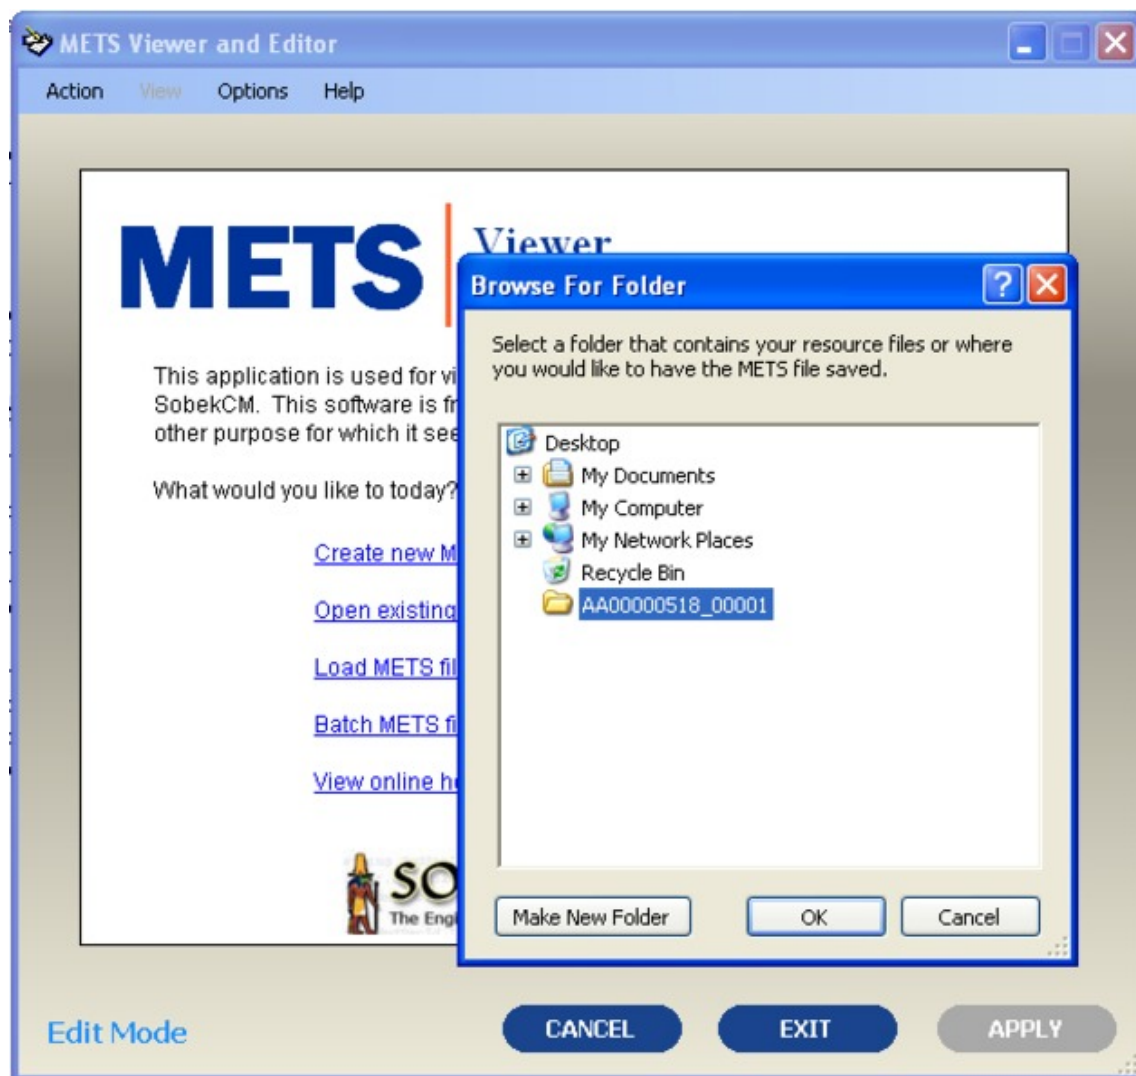 METS Viewer and Editor
Action View Options Help
METS Viewer
This application is used for vi
SobekCM. This software is fr
other purpose for which it see
What would you like to today?
Create new M
Open existing
Load METS fil
Batch METS fi
View online he
SO
The Engi
Browse For Folder
Select a folder that contains your resource files or where
you would like to have the METS file saved.
Desktop
My Documents
My Computer
My Network Places
Recycle Bin
AA00000518_00001
Make New Folder OK Cancel
Edit Mode CANCEL EXIT APPLY